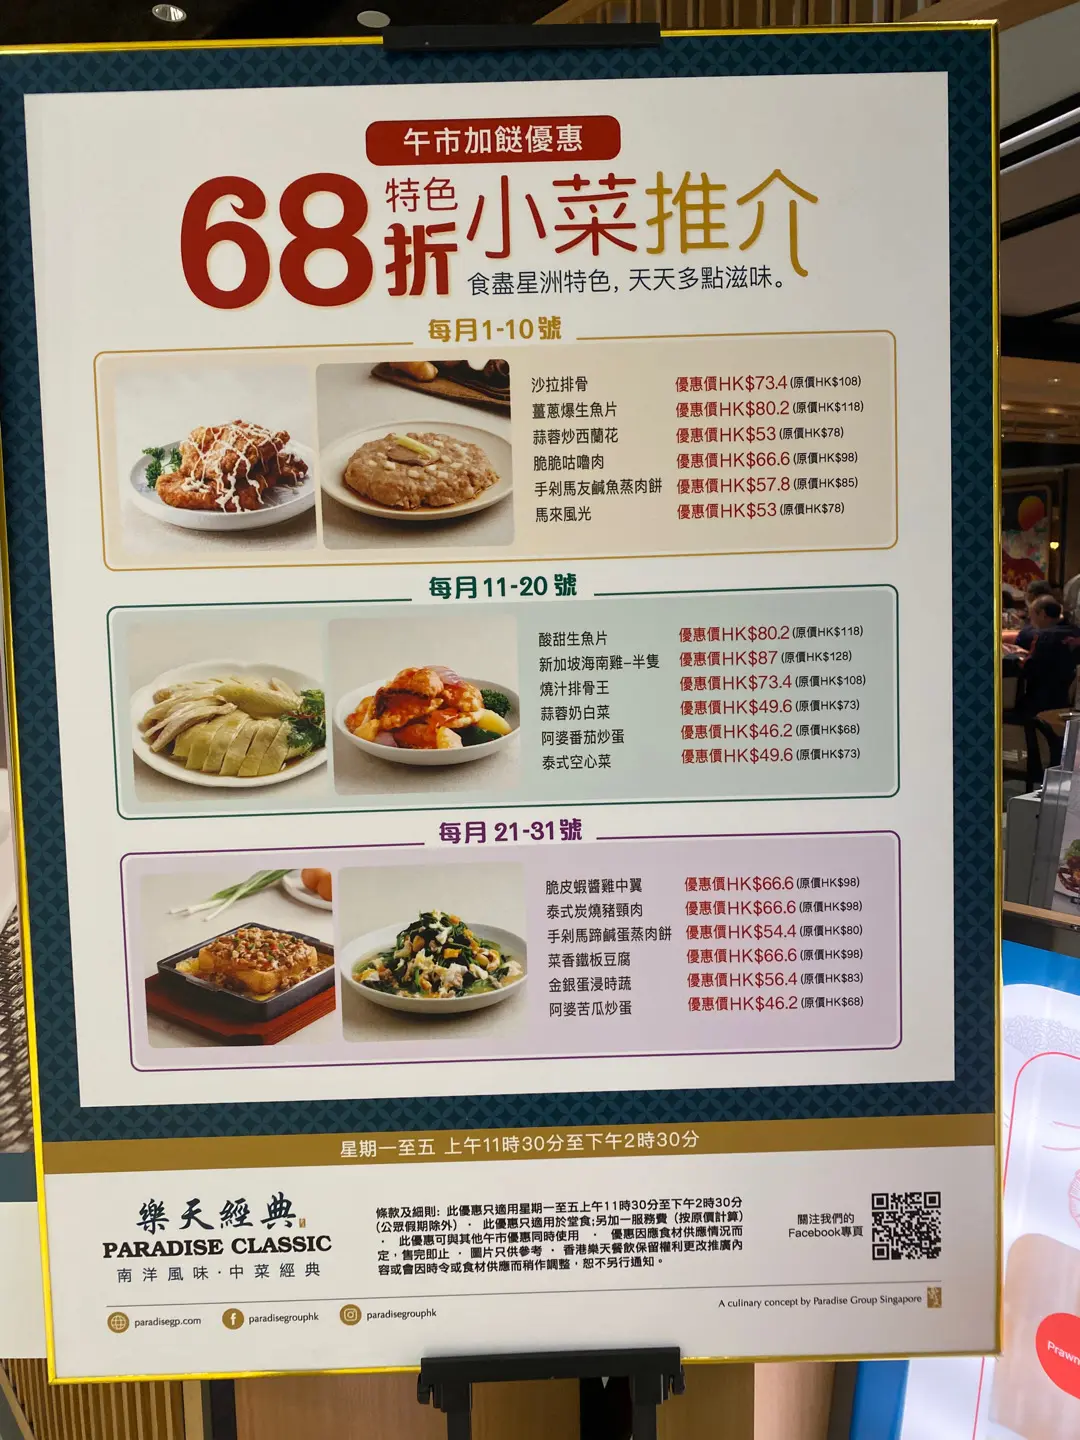 午市加餸優惠
68折
特色小菜推介
食盡星洲特色, 天天多點滋味。
每月1-10號
沙拉排骨 優惠價HK$73.4 (原價HK$108)
薑蔥爆生魚片 優惠價HK$80.2 (原價HK$118)
蒜蓉炒西蘭花 優惠價HK$53 (原價HK$78)
脆脆咕嚕肉 優惠價HK$66.6 (原價HK$98)
手剁馬友鹹魚蒸肉餅 優惠價HK$57.8 (原價HK$85)
馬來風光 優惠價HK$53 (原價HK$78)
每月11-20號
酸甜生魚片 優惠價HK$80.2 (原價HK$118)
新加坡海南雞–半隻 優惠價HK$87 (原價HK$128)
燒汁排骨王 優惠價HK$73.4 (原價HK$108)
蒜蓉奶白菜 優惠價HK$49.6 (原價HK$73)
阿婆番茄炒蛋 優惠價HK$46.2 (原價HK$68)
泰式空心菜 優惠價HK$49.6 (原價HK$73)
每月21-31號
脆皮蝦醬雞中翼 優惠價HK$66.6 (原價HK$98)
泰式炭燒豬頸肉 優惠價HK$66.6 (原價HK$98)
手剁馬蹄鹹蛋蒸肉餅 優惠價HK$54.4 (原價HK$80)
菜香鐵板豆腐 優惠價HK$66.6 (原價HK$98)
金銀蛋浸時蔬 優惠價HK$56.4 (原價HK$83)
阿婆苦瓜炒蛋 優惠價HK$46.2 (原價HK$68)
星期一至五 上午11時30分至下午2時30分
樂天經典
PARADISE CLASSIC
南洋風味·中菜經典
條款及細則: 此優惠只適用星期一至五上午11時30分至下午2時30分
(公眾假期除外) · 此優惠只適用於堂食;另加一服務費 (按原價計算)
· 此優惠可與其他午市優惠同時使用 · 優惠因應食材供應情況而
定，售完即止 · 圖片只供參考 · 香港樂天餐飲保留權利更改推廣內
容或會因時令或食材供應而稍作調整，恕不另行通知。
關注我們的
Facebook專頁
paradisegp.com
paradisegrouphk
paradisegrouphk
A culinary concept by Paradise Group Singapore
Prawn